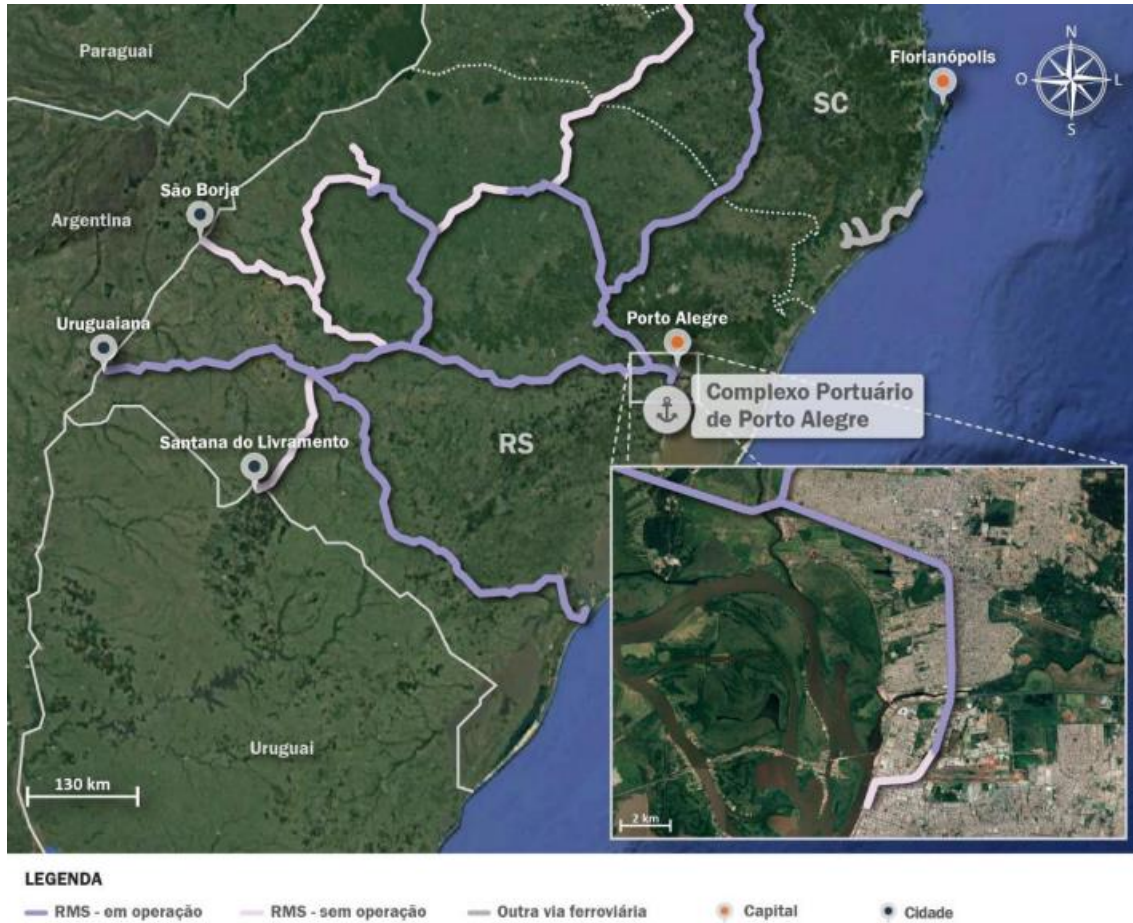 Paraguai
Florianópolis
N
O
L
S
SC
São Borja
Argentina
Uruguaiana
Porto Alegre
Complexo Portuário
de Porto Alegre
Santana do Livramento
RS
Uruguai
130 km
2 km
LEGENDA
RMS - em operação
RMS - sem operação
Outra via ferroviária
Capital
Cidade